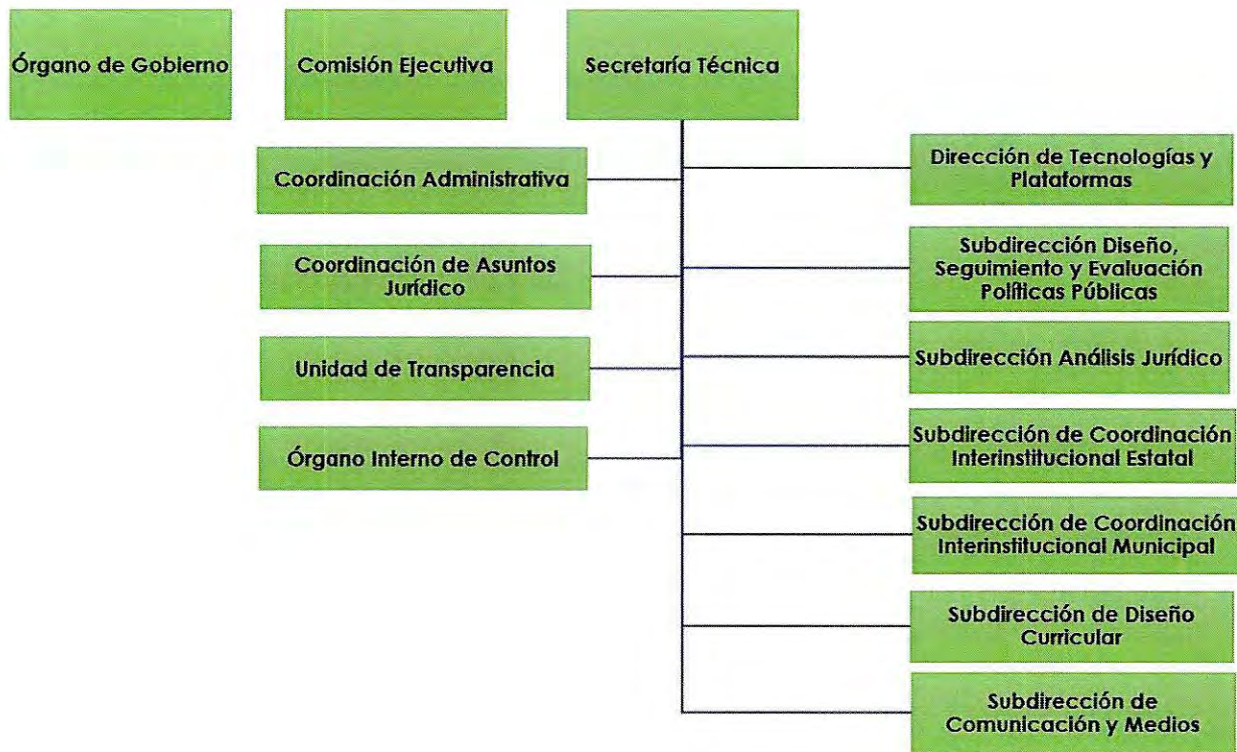 Órgano de Gobierno
Comisión Ejecutiva
Secretaría Técnica
Coordinación Administrativa
Coordinación de Asuntos
Jurídico
Unidad de Transparencia
Órgano Interno de Control
Dirección de Tecnologías y
Plataformas
Subdirección Diseño,
Seguimiento y Evaluación
Políticas Públicas
Subdirección Análisis Jurídico
Subdirección de Coordinación
Interinstitucional Estatal
Subdirección de Coordinación
Interinstitucional Municipal
Subdirección de Diseño
Curricular
Subdirección de
Comunicación y Medios